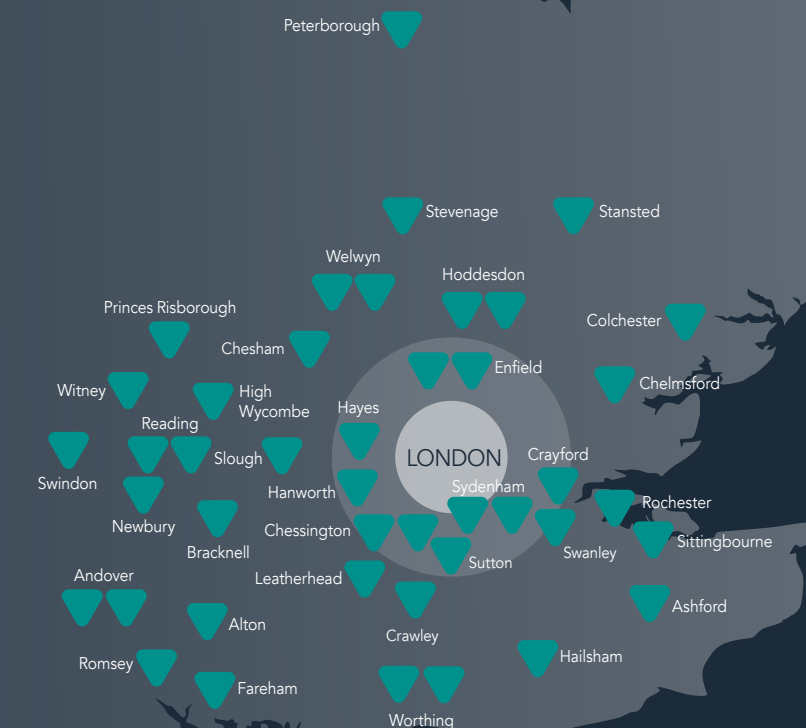 Peterborough
Stevenage
Stansted
Welwyn
Hoddesdon
Princes Risborough
Colchester
Chesham
Enfield
Chelmsford
Witney
High
Wycombe
Hayes
Reading
Slough
LONDON
Crayford
Swindon
Hanworth
Sydenham
Rochester
Newbury
Chessington
Sittingbourne
Bracknell
Swanley
Sutton
Andover
Leatherhead
Ashford
Alton
Crawley
Romsey
Hailsham
Fareham
Worthing